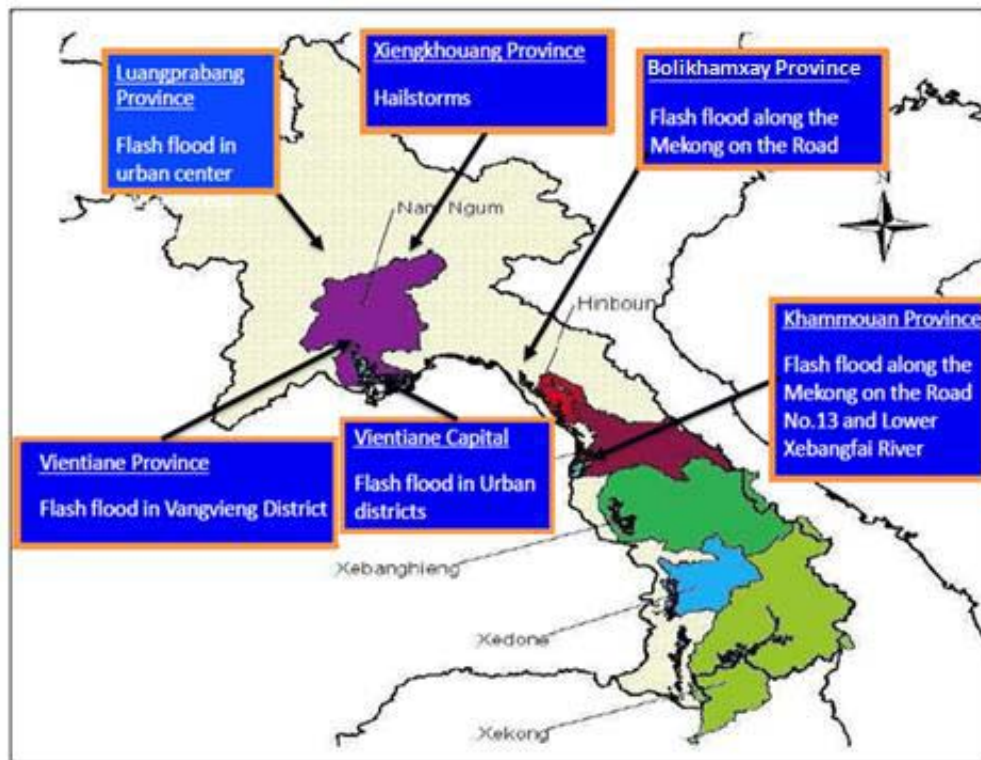 Luangprabang
Province
Flash flood in
urban center
Xiengkhouang Province
Hailstorms
Bolikhamxay Province
Flash flood along the
Mekong on the Road
Nam Ngum
Hinboun
Khammouan Province
Flash flood along the
Mekong on the Road
No.13 and Lower
Xebangfai River
Vientiane Province
Flash flood in Vangvieng District
Vientiane Capital
Flash flood in Urban
districts
Xebanghieng
Xedone
Xekong